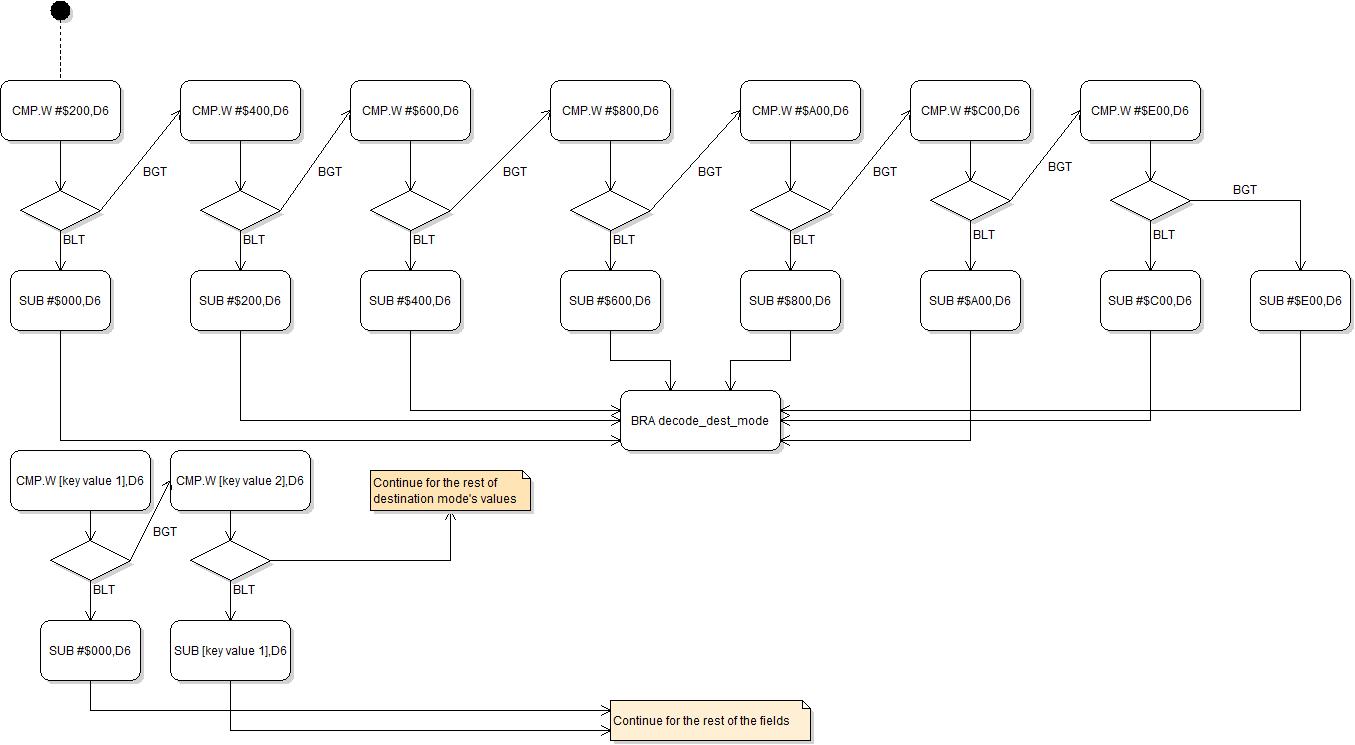 CMP.W #$200,D6
CMP.W #$400,D6
CMP.W #$600,D6
CMP.W #$800,D6
CMP.W #$A00,D6
CMP.W #$C00,D6
CMP.W #$E00,D6
BGT
BGT
BGT
BGT
BGT
BGT
BGT
BLT
BLT
BLT
BLT
BLT
BLT
BLT
SUB #$000,D6
SUB #$200,D6
SUB #$400,D6
SUB #$600,D6
SUB #$800,D6
SUB #$A00,D6
SUB #$C00,D6
SUB #$E00,D6
BRA decode_dest_mode
CMP.W [key value 1],D6
CMP.W [key value 2],D6
Continue for the rest of
destination mode's values
BGT
BLT
BLT
SUB #$000,D6
SUB [key value 1],D6
Continue for the rest of the fields